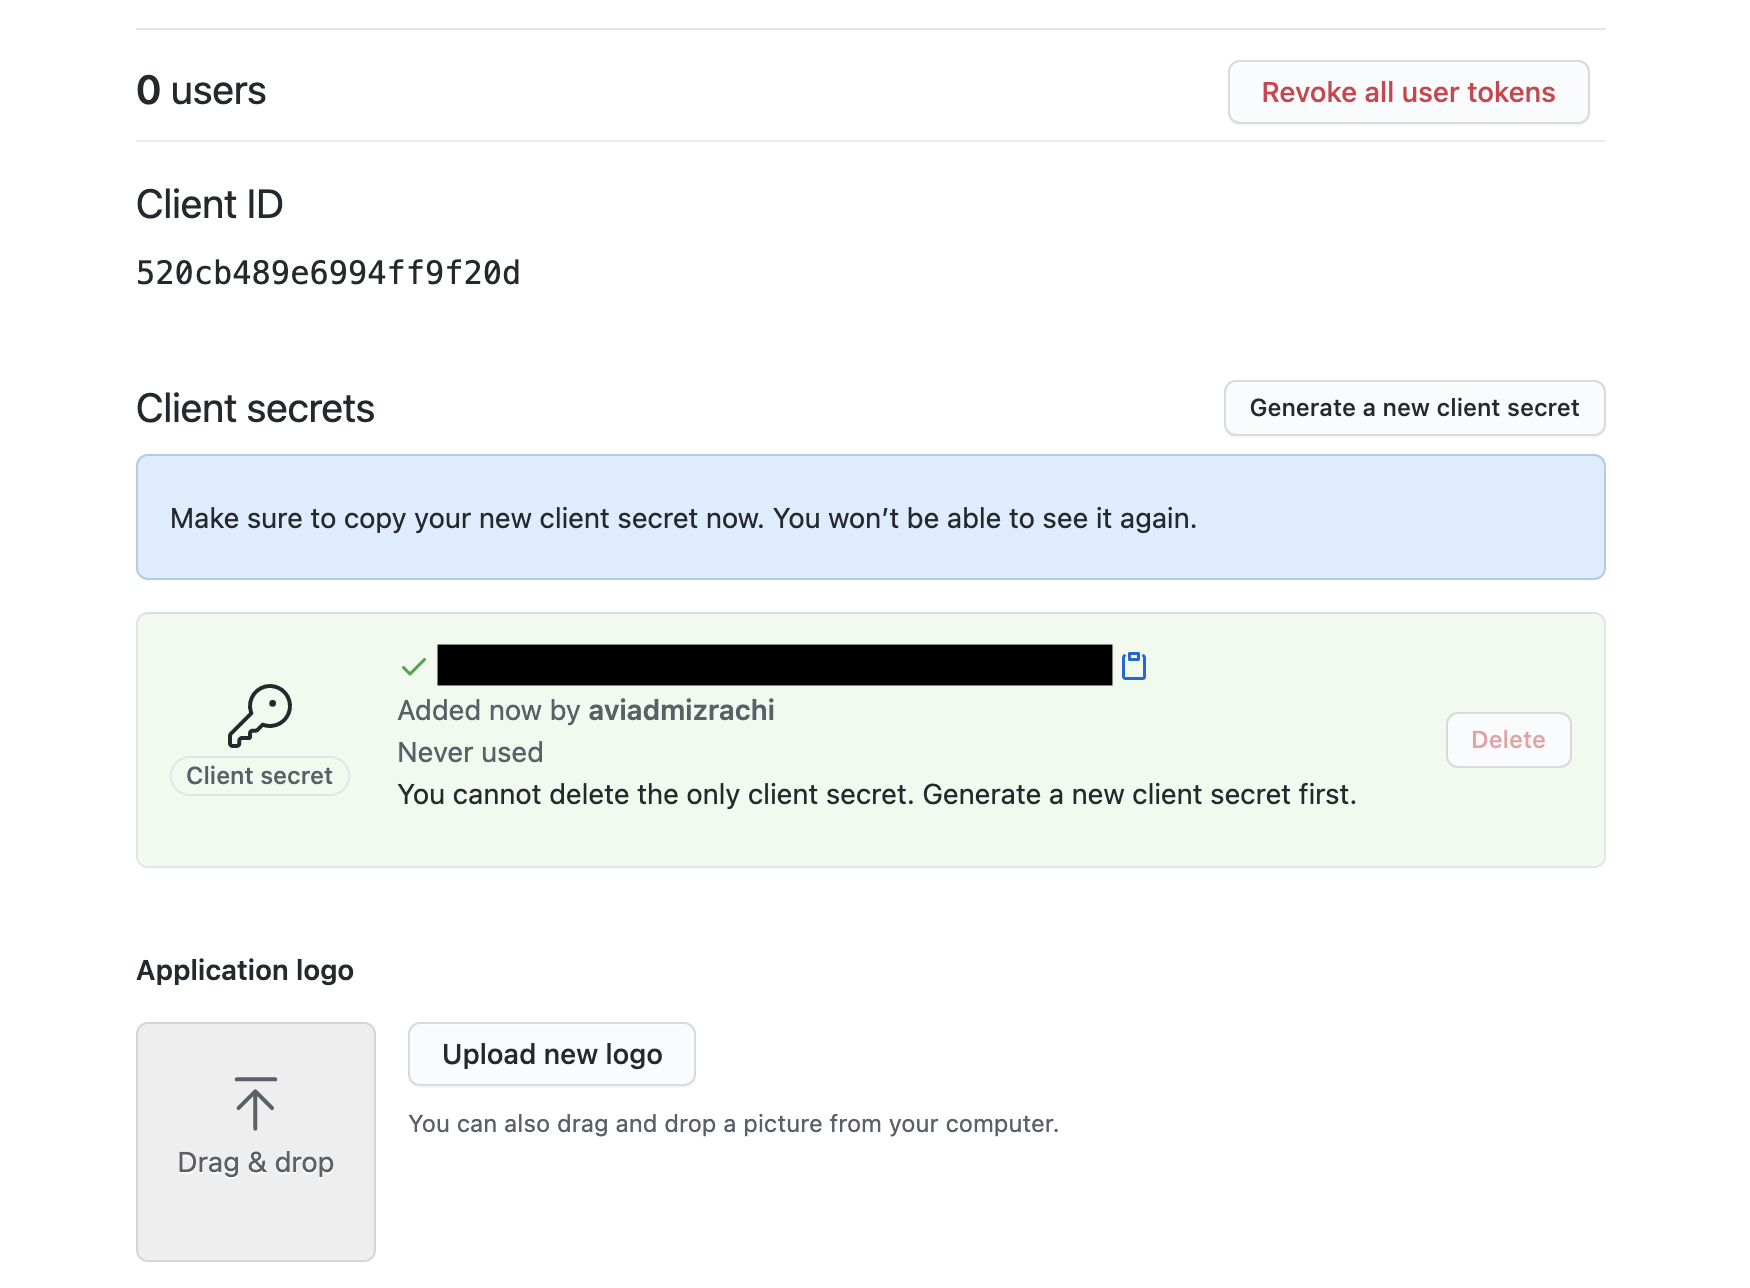 0 users
Revoke all user tokens
Client ID
520cb489e6994ff9f20d
Client secrets
Generate a new client secret
Make sure to copy your new client secret now. You won’t be able to see it again.
Added now by aviadmizrachi
Never used
You cannot delete the only client secret. Generate a new client secret first.
Client secret
Delete
Application logo
Upload new logo
You can also drag and drop a picture from your computer.
Drag & drop